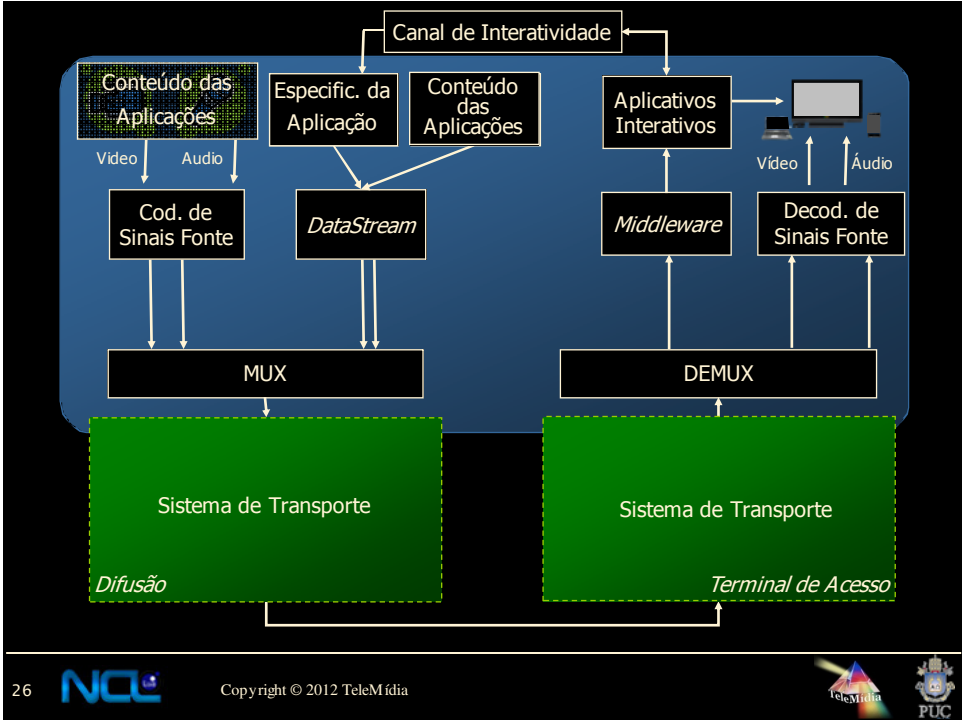 Canal de Interatividade
Conteúdo das
Aplicações
Especific. da
Aplicação
Conteúdo
das
Aplicações
Aplicativos
Interativos
Video
Audio
Vídeo
Áudio
Cod. de
Sinais Fonte
DataStream
Middleware
Decod. de
Sinais Fonte
MUX
DEMUX
Sistema de Transporte
Difusão
Sistema de Transporte
Terminal de Acesso
26
NCL
Copyright © 2012 TeleMídia
TeleMídia
PUC